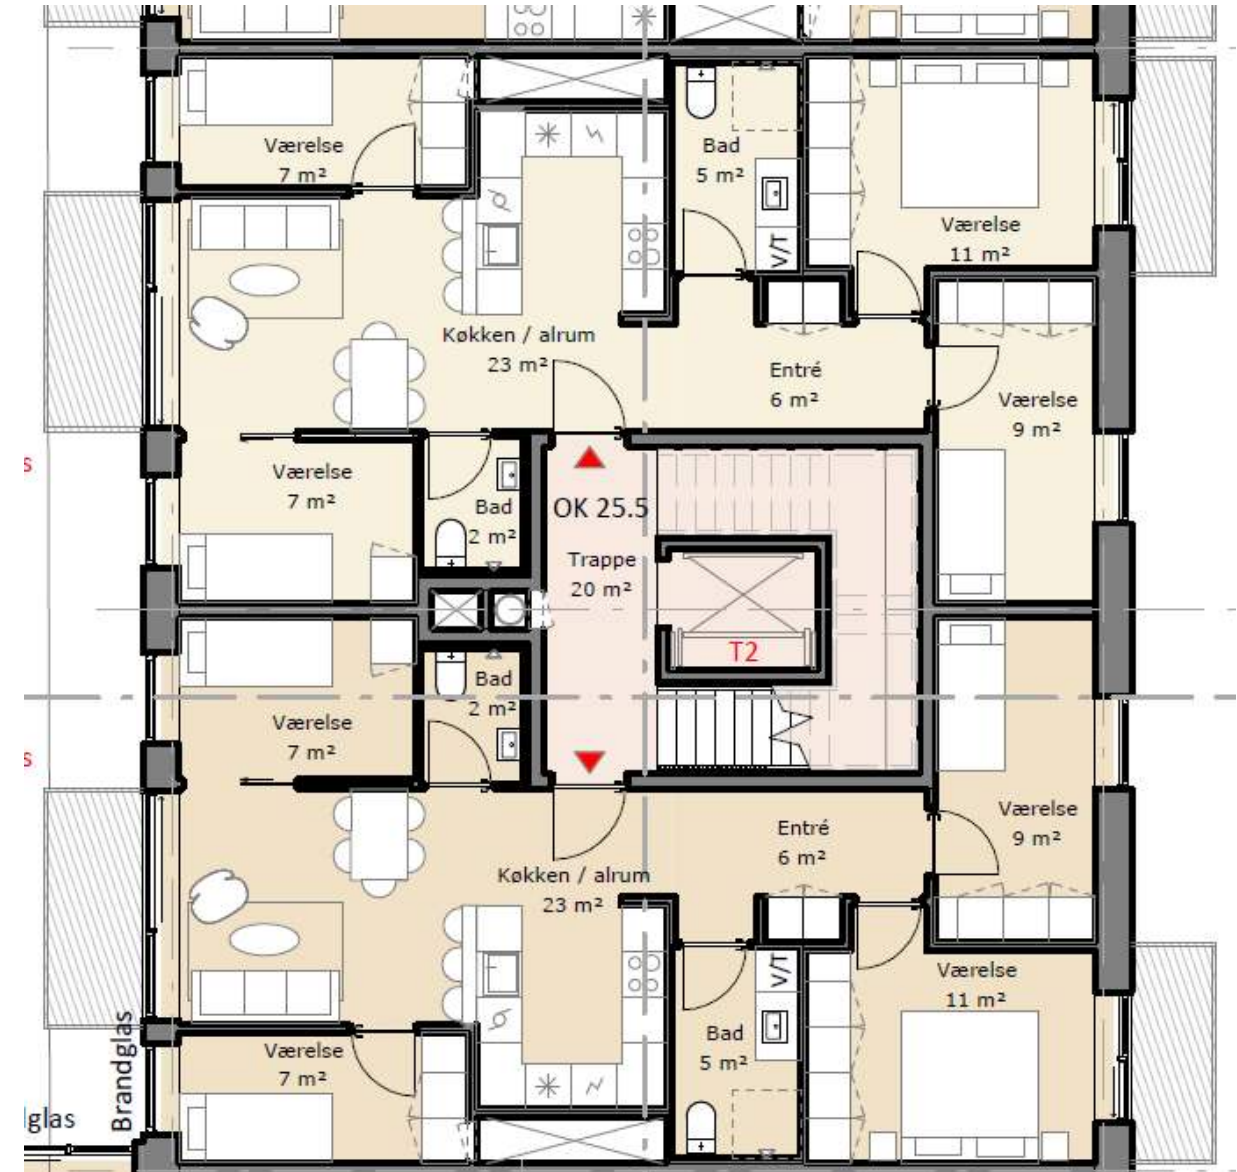 Værelse
7 m²
Bad
5 m²
V/T
Værelse
11 m²
Køkken / alrum
23 m²
Entré
6 m²
Værelse
9 m²
s
Værelse
7 m²
Bad
2 m²
OK 25.5
Trappe
20 m²
T2
Værelse
7 m²
Bad
2 m²
s
Værelse
9 m²
Entré
6 m²
Køkken / alrum
23 m²
Værelse
11 m²
V/T
Bad
5 m²
Værelse
7 m²
Brandglas
glas